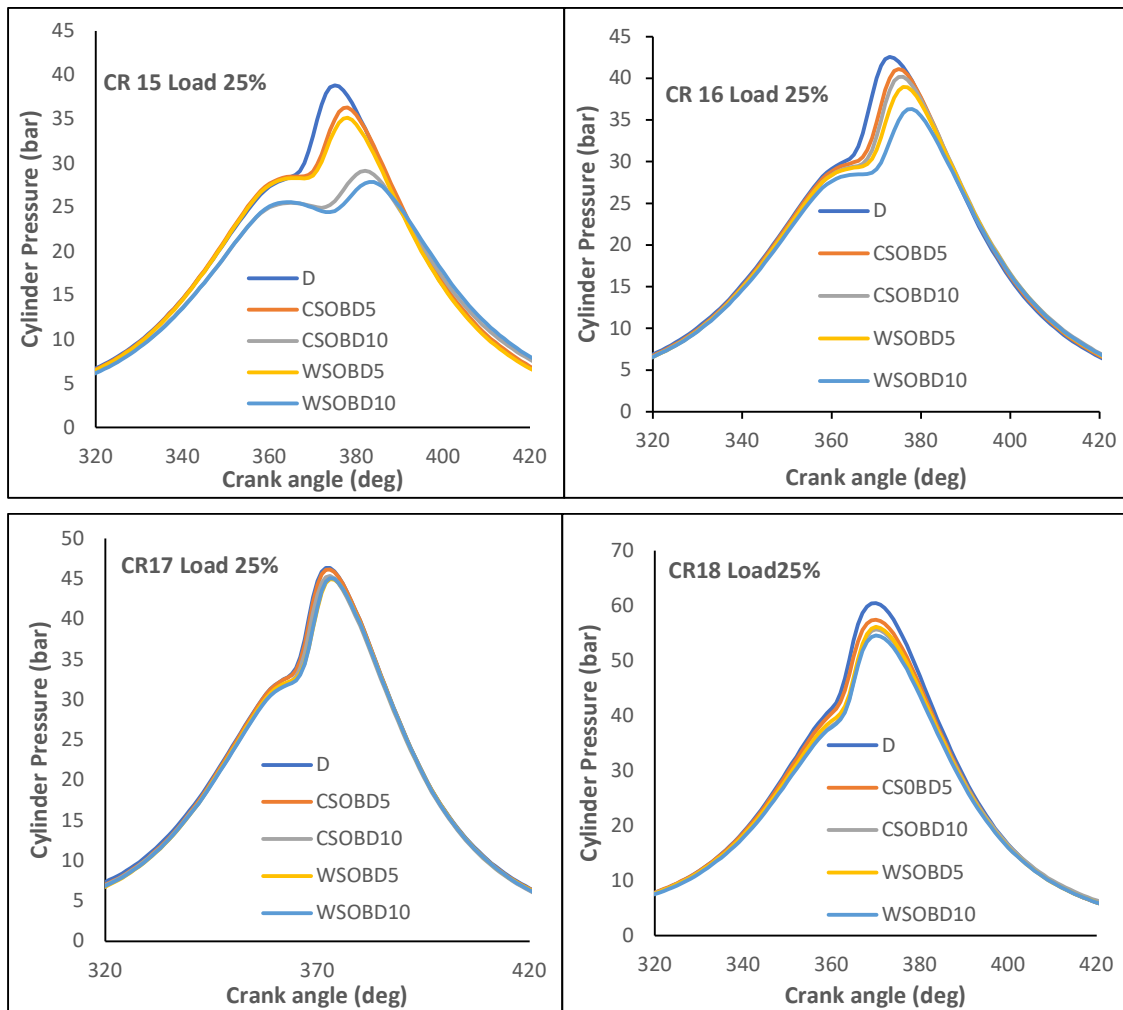 CR 15 Load 25%
Cylinder Pressure (bar)
45
40
35
30
25
20
15
10
5
0
D
CSOBD5
CSOBD10
WSOBD5
WSOBD10
320 340 360 380 400 420
Crank angle (deg)
CR 16 Load 25%
Cylinder Pressure (bar)
45
40
35
30
25
20
15
10
5
0
D
CSOBD5
CSOBD10
WSOBD5
WSOBD10
320 340 360 380 400 420
Crank angle (deg)
CR17 Load 25%
Cylinder Pressure (bar)
50
45
40
35
30
25
20
15
10
5
0
D
CSOBD5
CSOBD10
WSOBD5
WSOBD10
320 370 420
Crank angle (deg)
CR18 Load25%
Cylinder Pressure (bar)
70
60
50
40
30
20
10
0
D
CS0BD5
CSOBD10
WSOBD5
WSOBD10
320 340 360 380 400 420
Crank angle (deg)